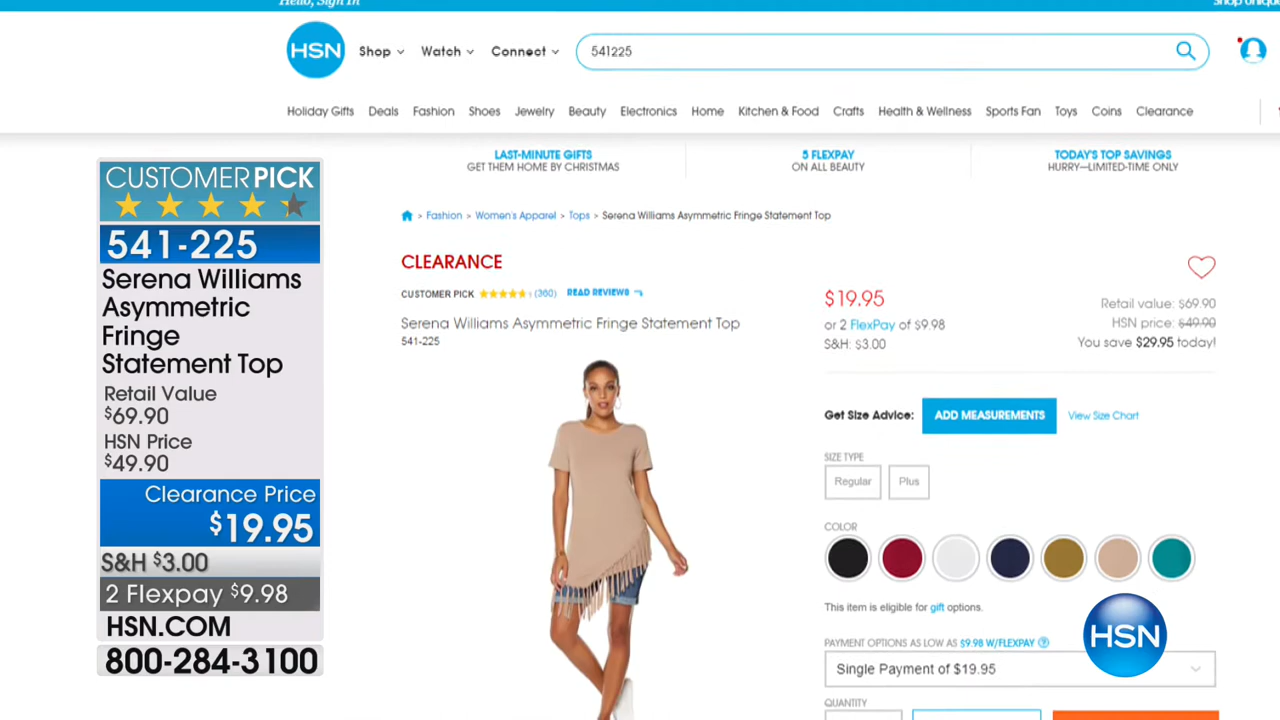 Hello, Sign In
HSN
Shop
Watch
Connect
541225
Holiday Gifts
Deals
Fashion
Shoes
Jewelry
Beauty
Electronics
Home
Kitchen & Food
Crafts
Health & Wellness
Sports Fan
Toys
Coins
Clearance
LAST-MINUTE GIFTS
GET THEM HOME BY CHRISTMAS
5 FLEXPAY
ON ALL BEAUTY
TODAY'S TOP SAVINGS
HURRY—LIMITED-TIME ONLY
CUSTOMER PICK
541-225
Serena Williams
Asymmetric
Fringe
Statement Top
Retail Value
$69.90
HSN Price
$49.90
Clearance Price
$19.95
S&H $3.00
2 Flexpay $9.98
HSN.COM
800-284-3100
> Fashion > Women's Apparel > Tops > Serena Williams Asymmetric Fringe Statement Top
CLEARANCE
CUSTOMER PICK (360) READ REVIEWS
Serena Williams Asymmetric Fringe Statement Top
541-225
$19.95
or 2 FlexPay of $9.98
S&H: $3.00
Retail value: $69.90
HSN price: $49.90
You save $29.95 today!
Get Size Advice: ADD MEASUREMENTS View Size Chart
SIZE TYPE
Regular
Plus
COLOR
This item is eligible for gift options.
HSN
PAYMENT OPTIONS AS LOW AS $9.98 W/FLEXPAY ?
Single Payment of $19.95
QUANTITY